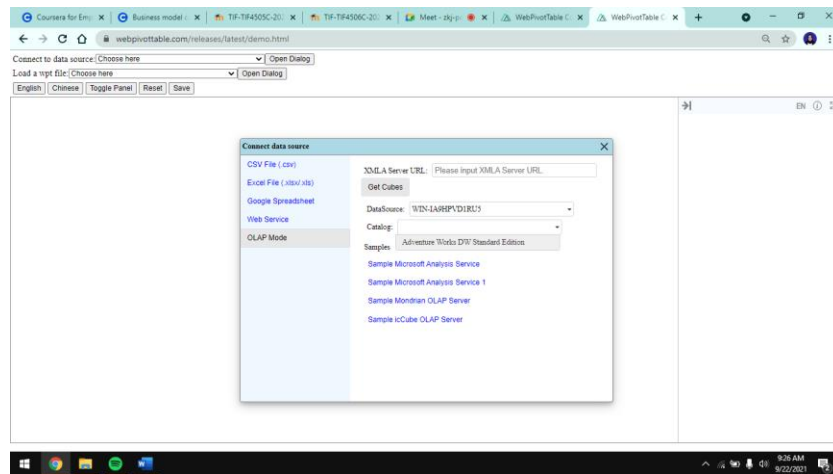 Coursera for Emp
Business model
TIF-TIF4505C-20
TIF-TIF4506C-20
Meet - zkj-p
WebPivotTable C
WebPivotTable C
webpivottable.com/releases/latest/demo.html
Connect to data source: Choose here Open Dialog
Load a wpt file: Choose here Open Dialog
English Chinese Toggle Panel Reset Save
EN
Connect data source
CSV File (.csv)
Excel File (.xlsx/.xls)
Google Spreadsheet
Web Service
OLAP Mode
XMLA Server URL: Please input XMLA Server URL
Get Cubes
DataSource: WIN-IA9HPVD1RU5
Catalog:
Adventure Works DW Standard Edition
Samples
Sample Microsoft Analysis Service
Sample Microsoft Analysis Service 1
Sample Mondrian OLAP Server
Sample icCube OLAP Server
9:26 AM
9/22/2021